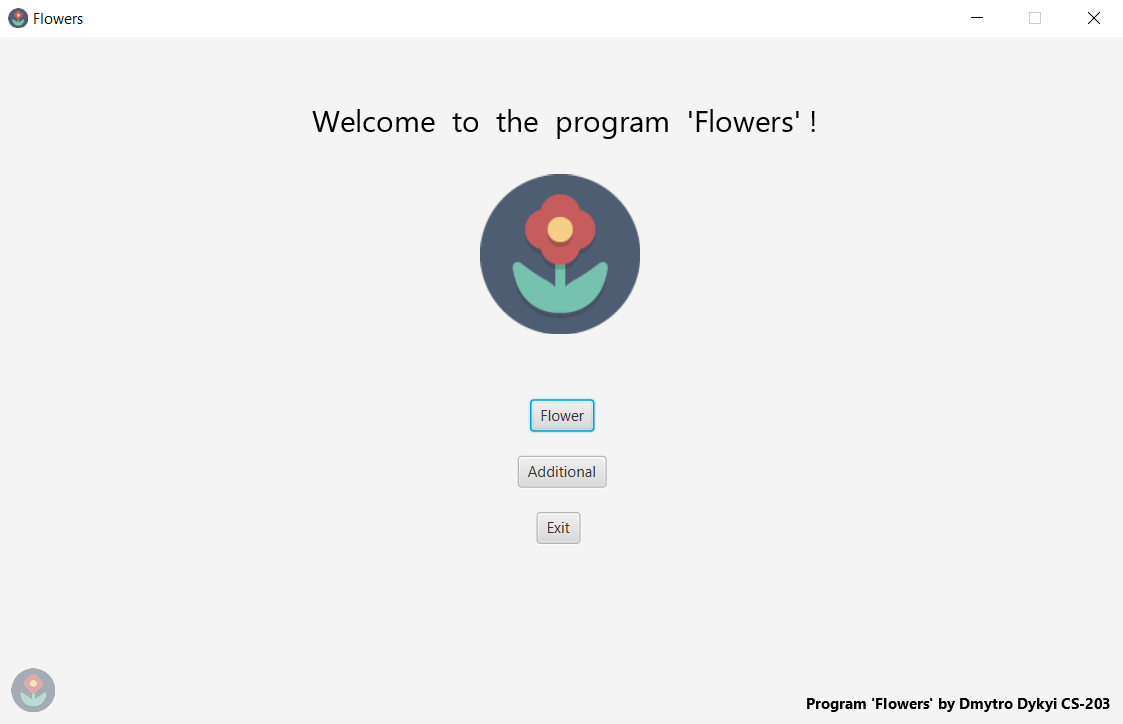 Flowers
Welcome to the program 'Flowers' !
Flower
Additional
Exit
Program 'Flowers' by Dmytro Dykyi CS-203